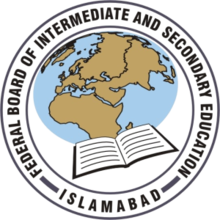 FEDERAL BOARD OF INTERMEDIATE AND SECONDARY EDUCATION
ISLAMABAD